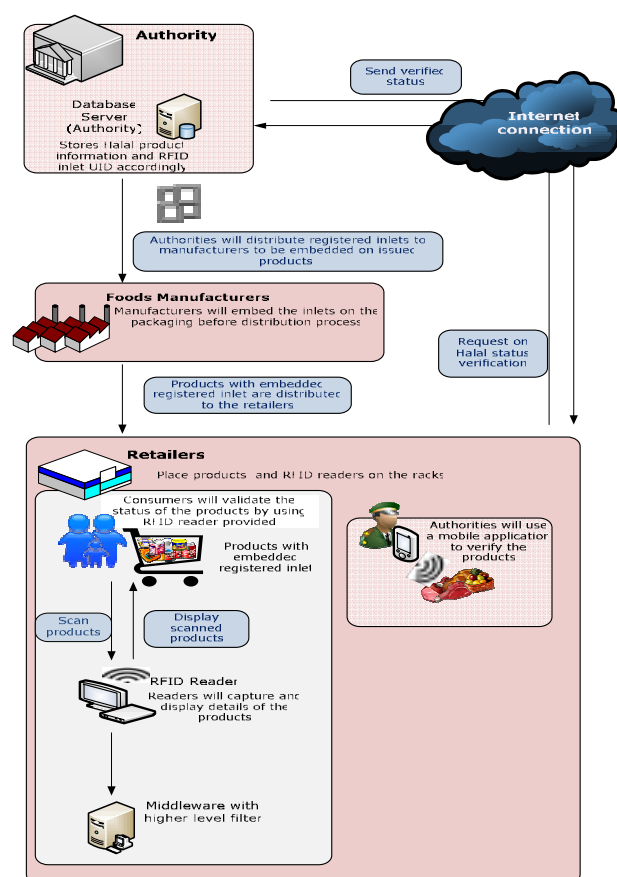 Authority
Send verified
status
Internet
connection
Database
Server
(Authority)
Stores Halal product
information and RFID
inlet UID accordingly
Authorities will distribute registered inlets to
manufacturers to be embedded on issued
products
Foods Manufacturers
Manufacturers will embed the inlets on the
packaging before distribution process
Request on
Halal status
verification
Products with embedded
registered inlet are distributed
to the retailers
Retailers
Place products and RFID readers on the racks
Consumers will validate the
status of the products by using
RFID reader provided
Products with
embedded
registered inlet
Authorities will use
a mobile application
to verify the
products
Scan
products
Display
scanned
products
RFID Reader
Readers will capture and
display details of the
products
Middleware with
higher level filter